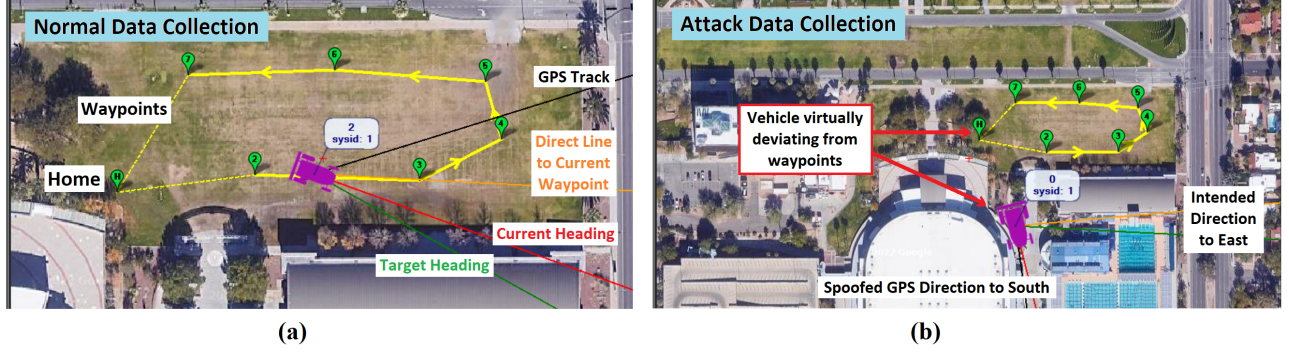 Normal Data Collection
7
6
5
GPS Track
Waypoints
2
sysid: 1
4
Direct Line
to Current
Waypoint
Home
H
2
3
Current Heading
Target Heading
(a)
Attack Data Collection
Vehicle virtually
deviating from
waypoints
7
6
5
H
2
3
4
0
sysid: 1
Intended
Direction
to East
Spoofed GPS Direction to South
(b)